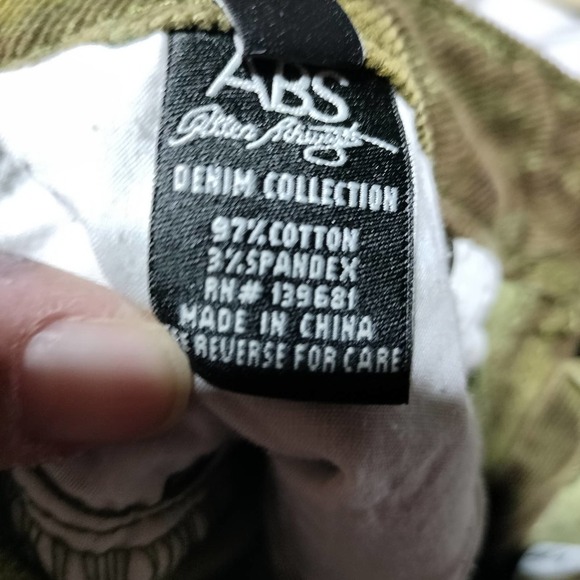 ABS
Allen Schwartz
DENIM COLLECTION
97% COTTON
3% SPANDEX
RN# 139681
MADE IN CHINA
REVERSE FOR CARE